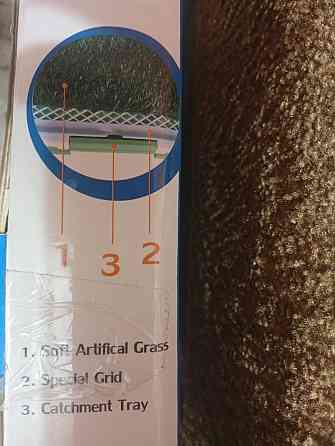 1 3 2
1. Soft Artifical Grass
2. Special Grid
3. Catchment Tray